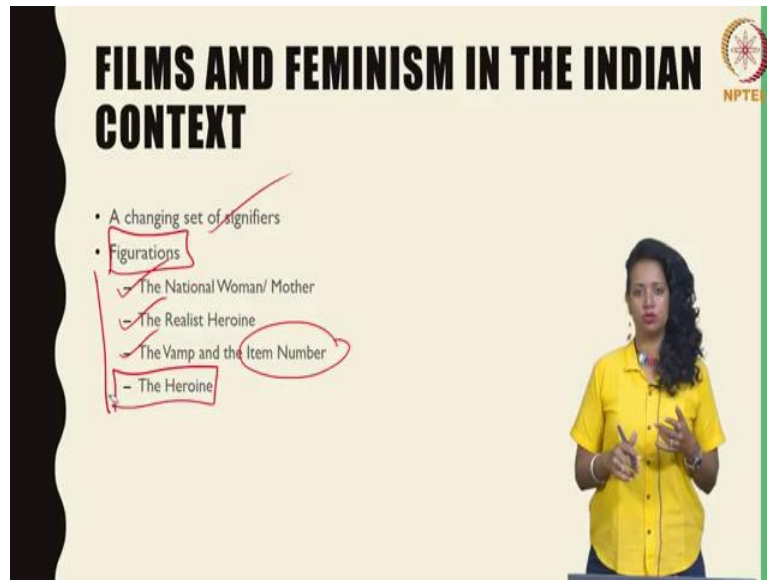 FILMS AND FEMINISM IN THE INDIAN
CONTEXT
NPTEL
• A changing set of signifiers
• Figurations
– The National Woman/ Mother
– The Realist Heroine
– The Vamp and the Item Number
– The Heroine